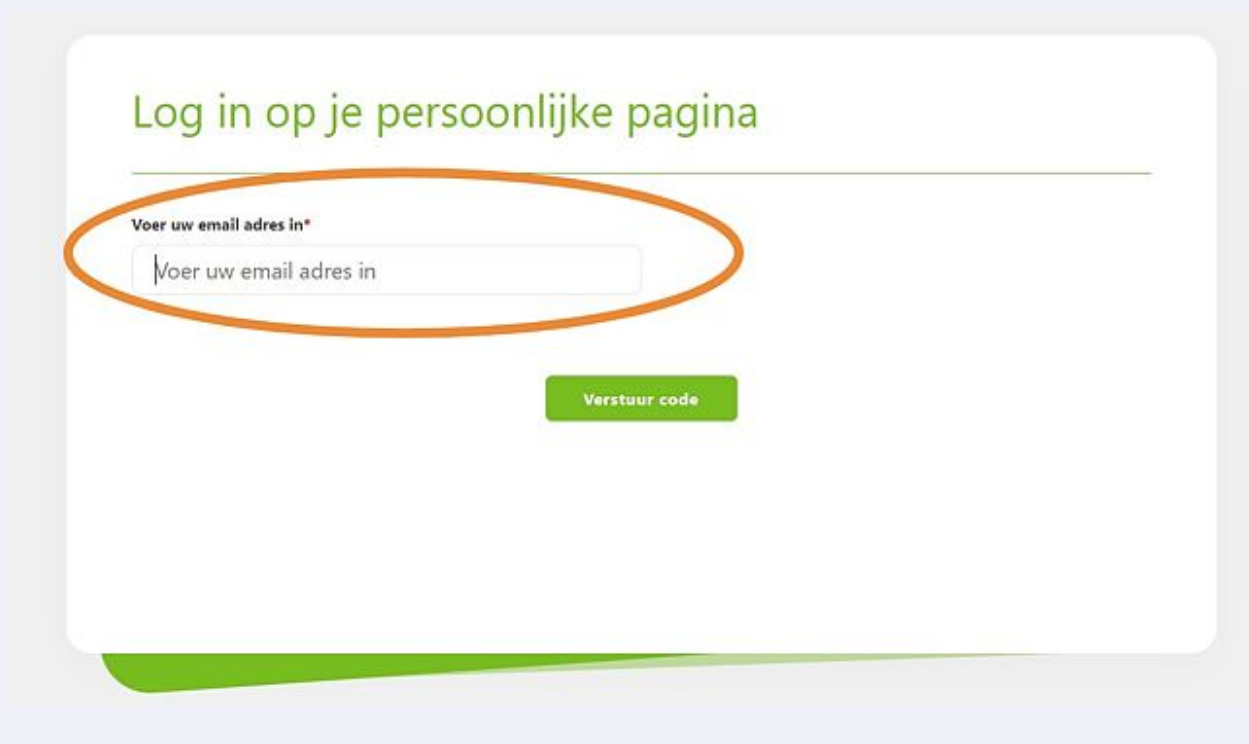 Log in op je persoonlijke pagina
Voer uw email adres in*
Voer uw email adres in
Verstuur code